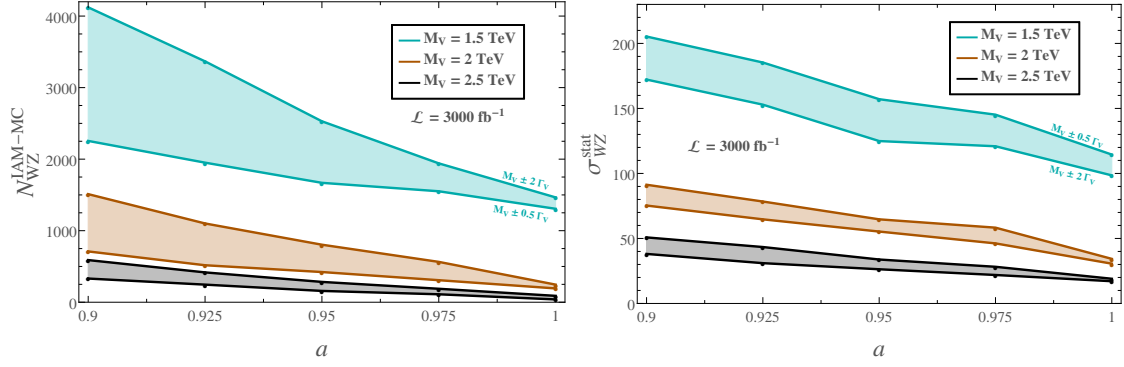 4000
3000
2000
1000
0
N_WZ^IAM−MC
M_V = 1.5 TeV
M_V = 2 TeV
M_V = 2.5 TeV
ℒ = 3000 fb⁻¹
M_V ± 2 Γ_V
M_V ± 0.5 Γ_V
0.9 0.925 0.95 0.975 1
a
200
150
100
50
0
σ_WZ^stat
M_V = 1.5 TeV
M_V = 2 TeV
M_V = 2.5 TeV
ℒ = 3000 fb⁻¹
M_V ± 0.5 Γ_V
M_V ± 2 Γ_V
0.9 0.925 0.95 0.975 1
a